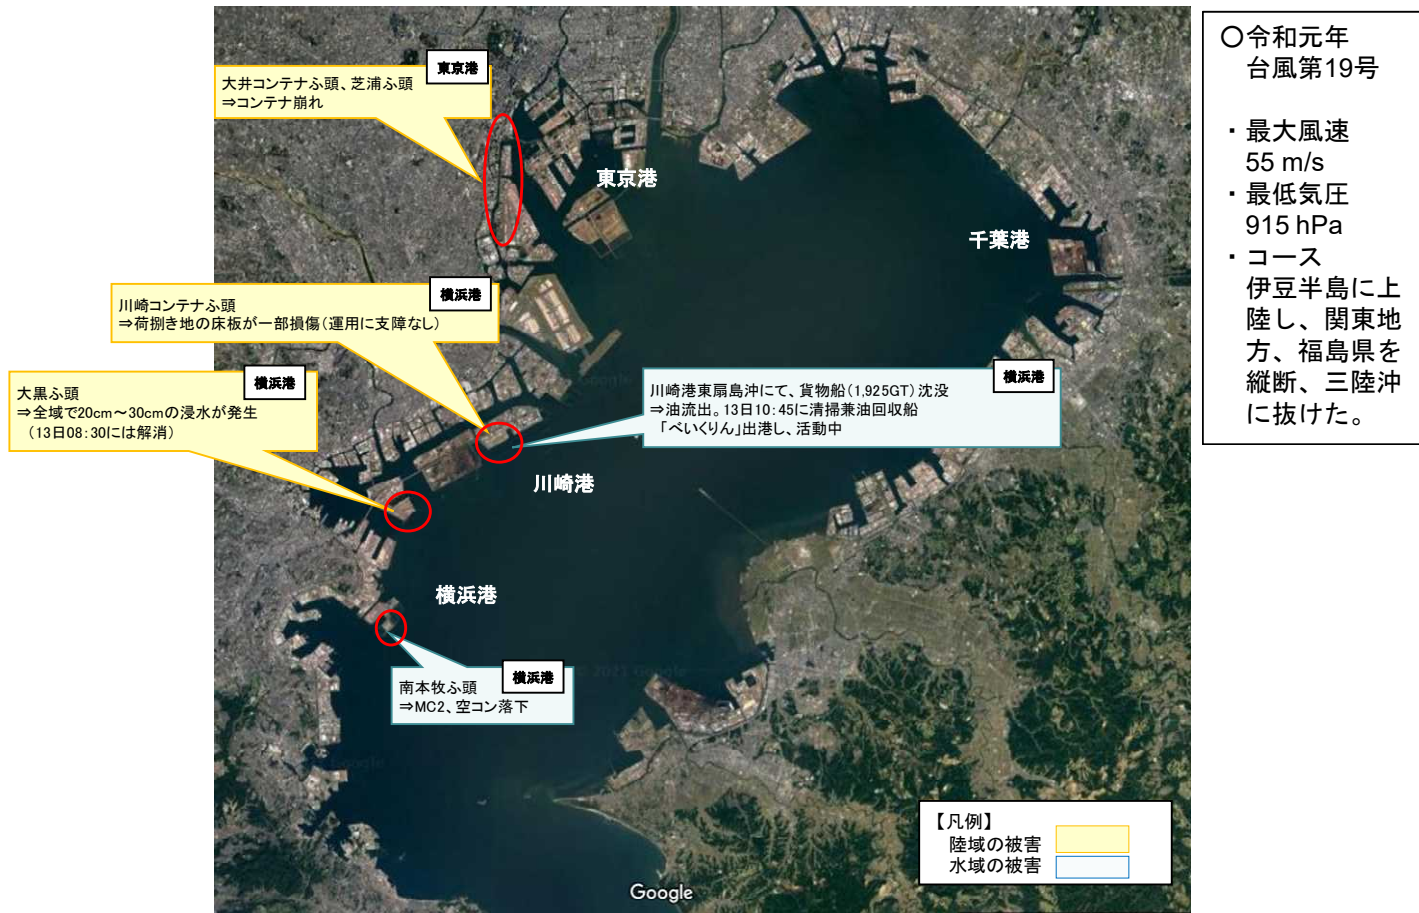 東京港
大井コンテナふ頭、芝浦ふ頭
⇒コンテナ崩れ
横浜港
川崎コンテナふ頭
⇒荷捌き地の床板が一部損傷(運用に支障なし)
横浜港
大黒ふ頭
⇒全域で20cm～30cmの浸水が発生
(13日08:30には解消)
横浜港
川崎港東扇島沖にて、貨物船(1,925GT)沈没
⇒油流出。13日10:45に清掃兼油回収船
「べいくりん」出港し、活動中
横浜港
南本牧ふ頭
⇒MC2、空コン落下
東京港
千葉港
川崎港
横浜港
Google
Google
© 2021 Google
Google
【凡例】
陸域の被害
水域の被害
〇令和元年
台風第19号
・最大風速
55 m/s
・最低気圧
915 hPa
・コース
伊豆半島に上
陸し、関東地
方、福島県を
縦断、三陸沖
に抜けた。